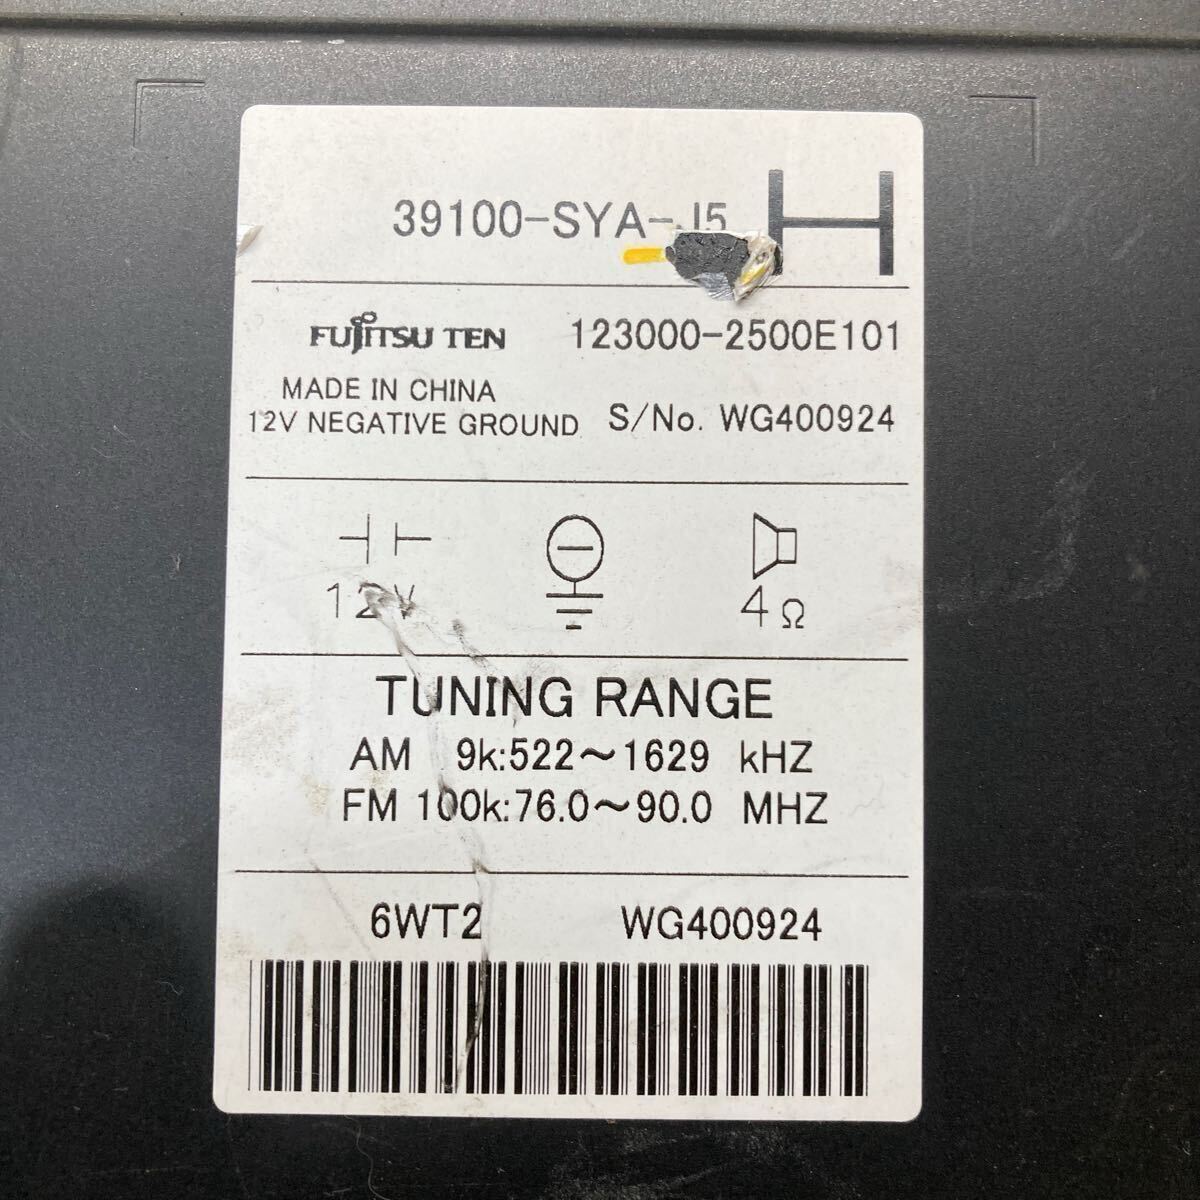 39100-SYA-J5 H
FUJITSU TEN 123000-2500E101
MADE IN CHINA
12V NEGATIVE GROUND S/No. WG400924
12V
4Ω
TUNING RANGE
AM 9k:522～1629 kHZ
FM 100k:76.0～90.0 MHZ
6WT2 WG400924